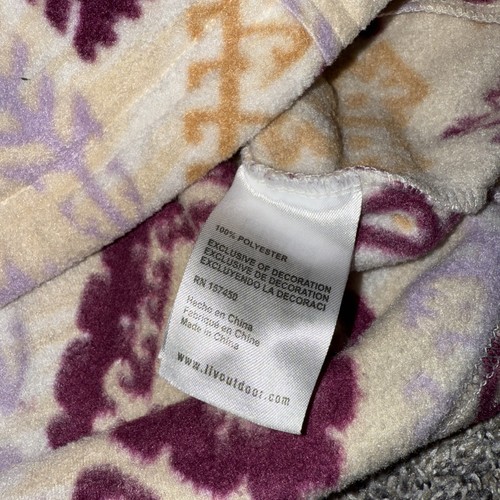 100% POLYESTER
EXCLUSIVE OF DECORATION
EXCLUSIVE DE DECORATION
EXCLUYENDO LA DECORACI
RN 157450
Hecho en China
Fabriqué en Chine
Made in China
www.livoutdoor.com